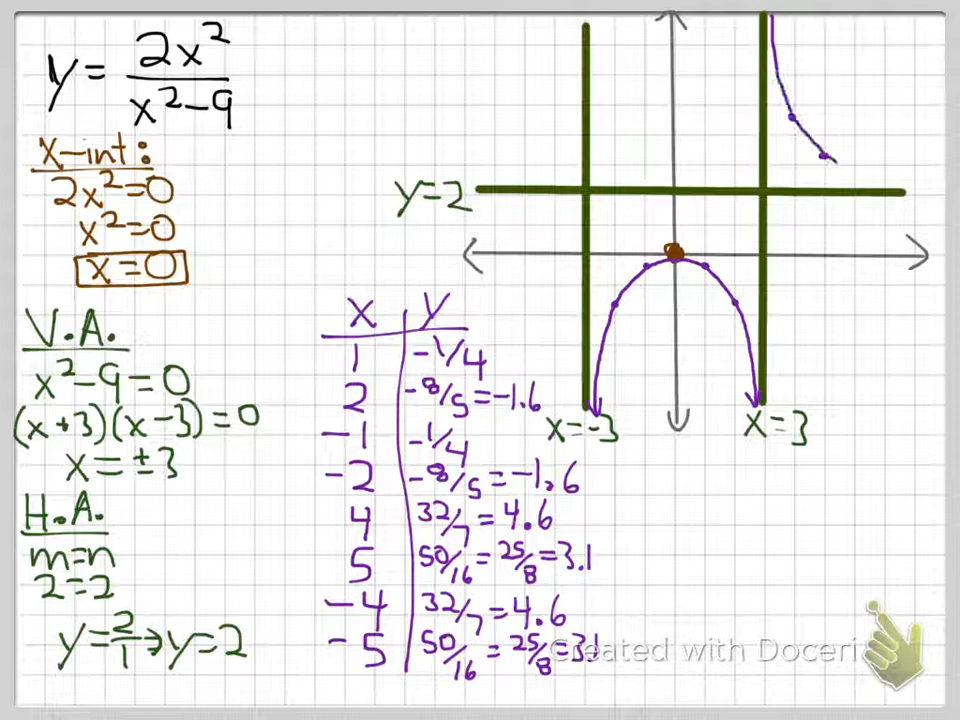 y = 2x²/(x²-9)
x-int:
2x²=0
x²=0
x=0
V.A.
x²-9=0
(x+3)(x-3)=0
x=±3
H.A.
m=n
2=2
y=2/1→y=2
x | y
1 | -1/4
2 | -8/5=-1.6
-1 | -1/4
-2 | -8/5=-1.6
4 | 32/7=4.6
5 | 50/16=25/8=3.1
-4 | 32/7=4.6
-5 | 50/16=25/8=3.1
y=2
x=-3
x=3
Created with Doceri